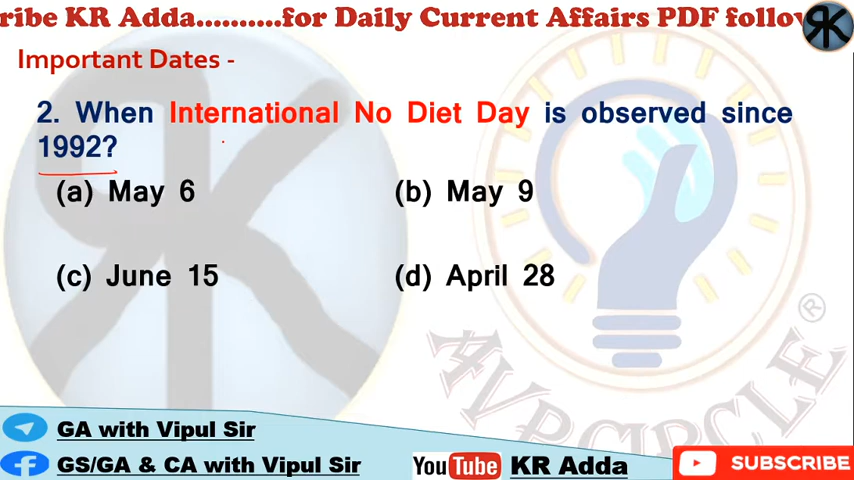 ribe KR Adda..........for Daily Current Affairs PDF follow
Important Dates -
2. When International No Diet Day is observed since
1992?
(a) May 6 (b) May 9
(c) June 15 (d) April 28
AVPCIRCLE®
GA with Vipul Sir
GS/GA & CA with Vipul Sir YouTube KR Adda SUBSCRIBE